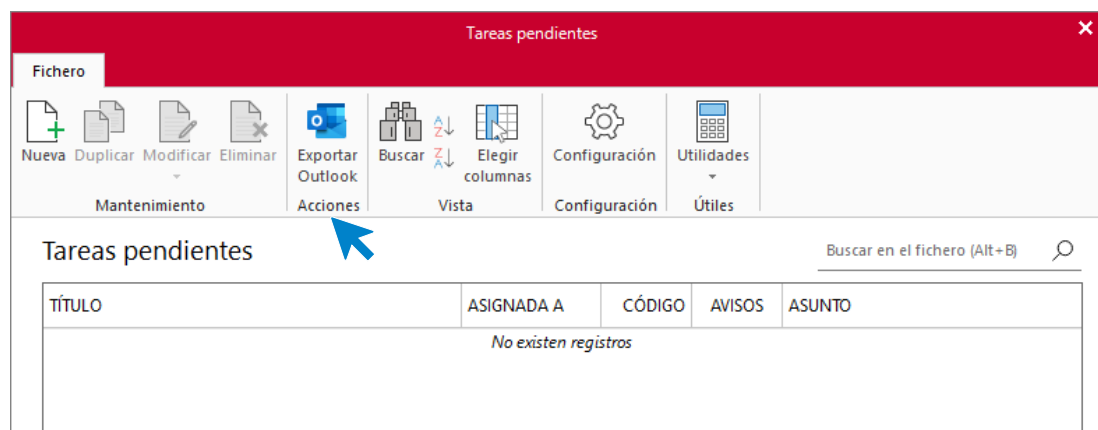 Tareas pendientes
Fichero
Nueva Duplicar Modificar Eliminar Exportar Outlook Buscar Elegir columnas Configuración Utilidades
Mantenimiento Acciones Vista Configuración Útiles
Tareas pendientes
Buscar en el fichero (Alt+B)
TÍTULO ASIGNADA A CÓDIGO AVISOS ASUNTO
No existen registros